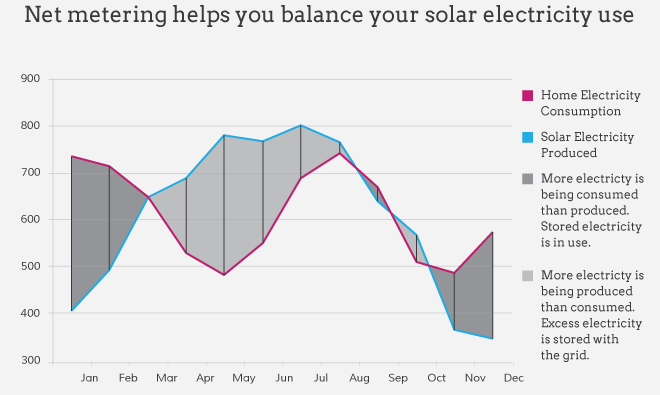 Net metering helps you balance your solar electricity use
900
800
700
600
500
400
300
Jan Feb Mar Apr May Jun Jul Aug Sep Oct Nov Dec
Home Electricity
Consumption
Solar Electricity
Produced
More electricty is
being consumed
than produced.
Stored electricity
is in use.
More electricty is
being produced
than consumed.
Excess electricity
is stored with
the grid.